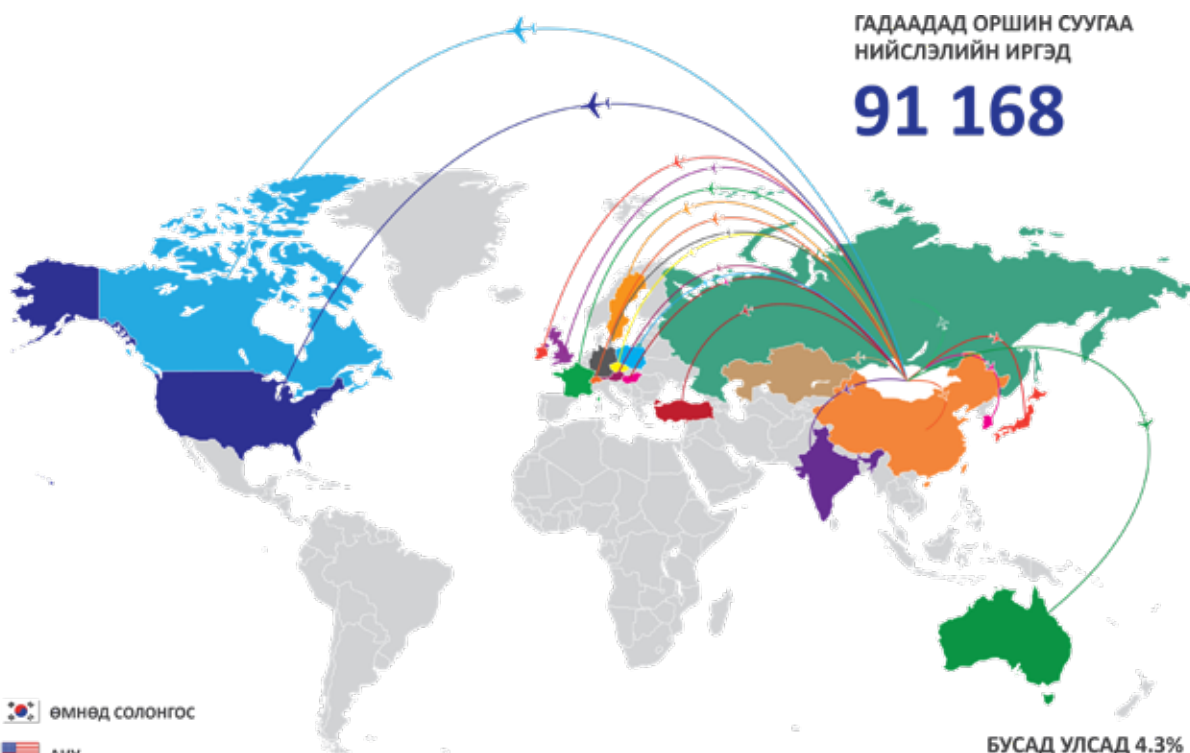 ГАДААДАД ОРШИН СУУГАА
НИЙСЛЭЛИЙН ИРГЭД
91 168
ӨМНӨД СОЛОНГОС
БУСАД УЛСАД 4.3%